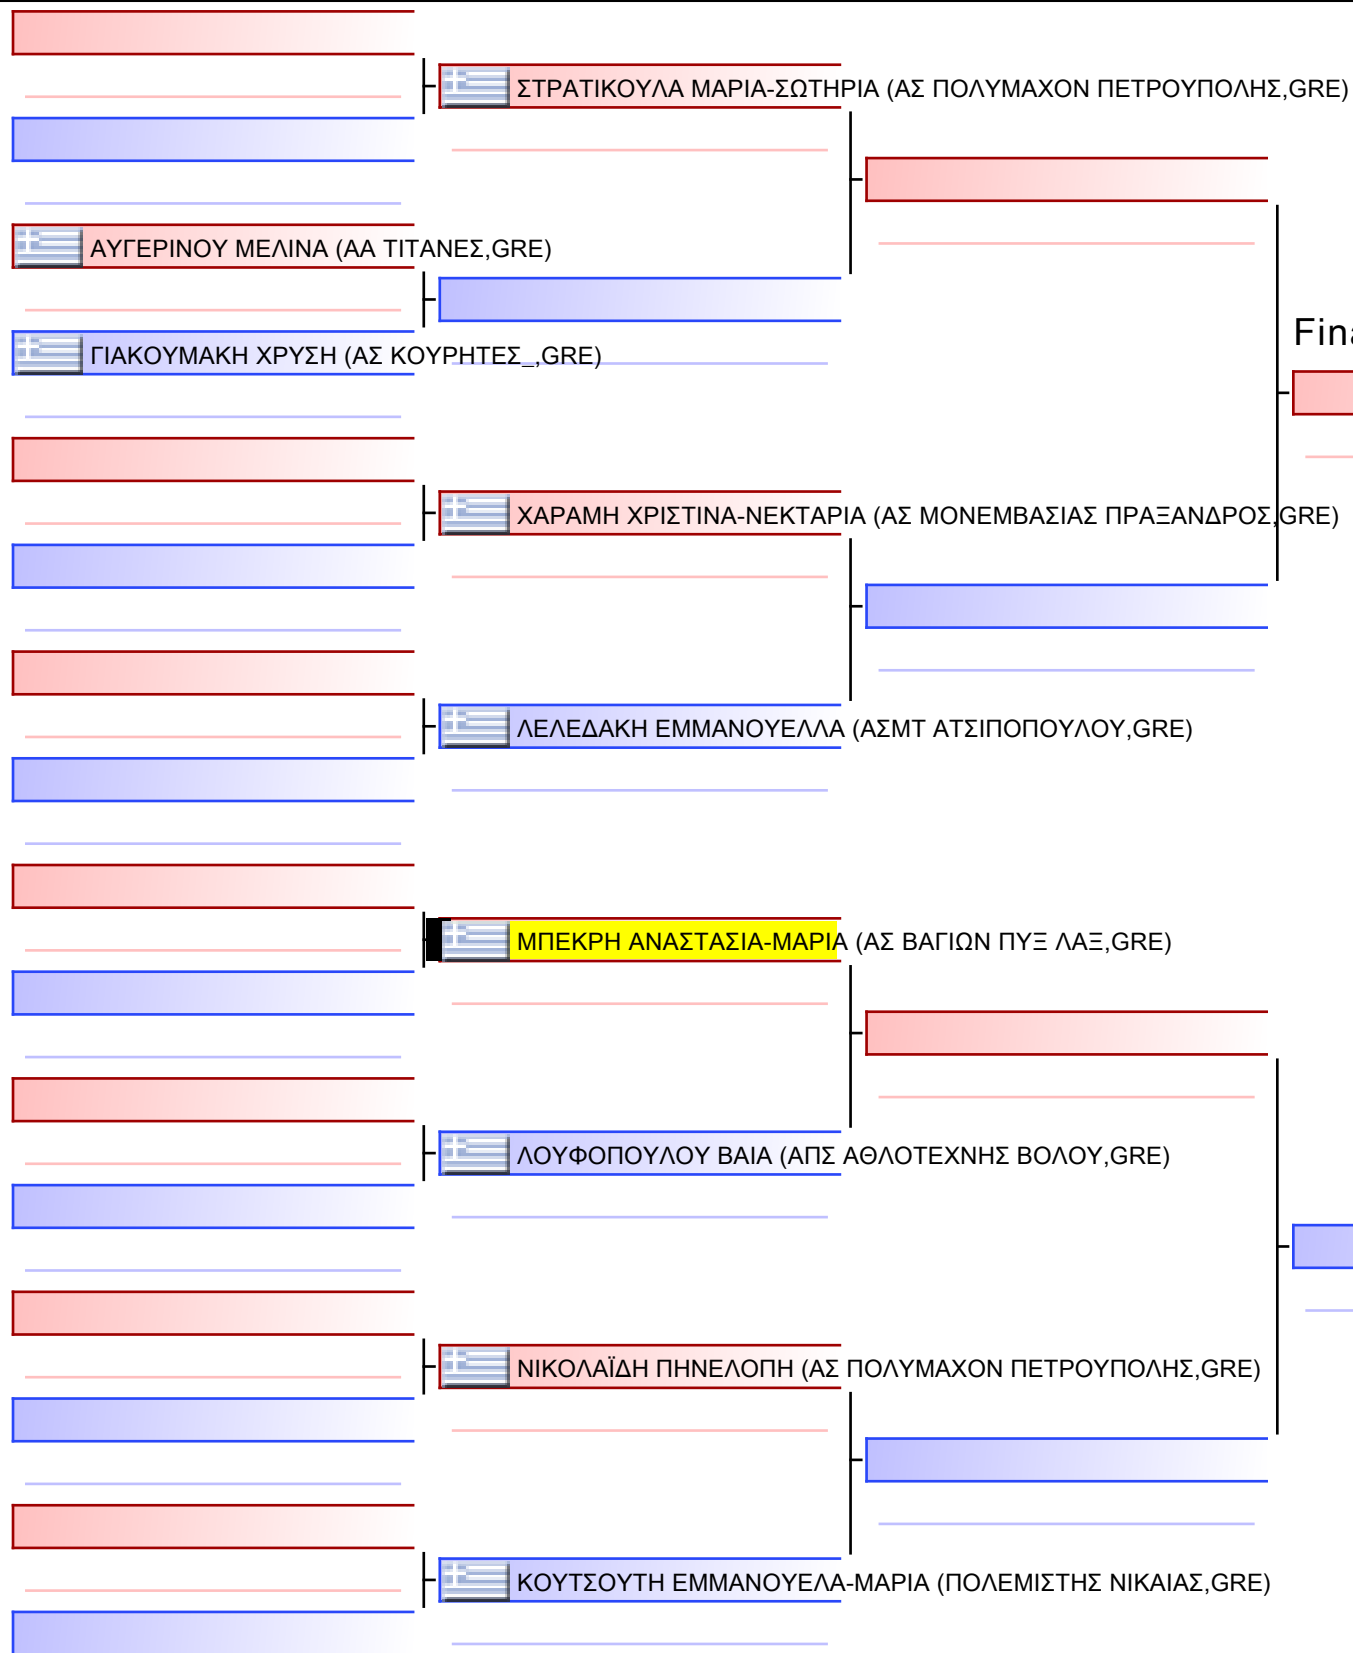 ΣΤΡΑΤΙΚΟΥΛΑ ΜΑΡΙΑ-ΣΩΤΗΡΙΑ (ΑΣ ΠΟΛΥΜΑΧΟΝ ΠΕΤΡΟΥΠΟΛΗΣ,GRE)
ΑΥΓΕΡΙΝΟΥ ΜΕΛΙΝΑ (ΑΑ ΤΙΤΑΝΕΣ,GRE)
Fina
ΓΙΑΚΟΥΜΑΚΗ ΧΡΥΣΗ (ΑΣ ΚΟΥΡΗΤΕΣ_,GRE)
ΧΑΡΑΜΗ ΧΡΙΣΤΙΝΑ-ΝΕΚΤΑΡΙΑ (ΑΣ ΜΟΝΕΜΒΑΣΙΑΣ ΠΡΑΞΑΝΔΡΟΣ,GRE)
ΛΕΛΕΔΑΚΗ ΕΜΜΑΝΟΥΕΛΛΑ (ΑΣΜΤ ΑΤΣΙΠΟΠΟΥΛΟΥ,GRE)
ΜΠΕΚΡΗ ΑΝΑΣΤΑΣΙΑ-ΜΑΡΙΑ (ΑΣ ΒΑΓΙΩΝ ΠΥΞ ΛΑΞ,GRE)
ΛΟΥΦΟΠΟΥΛΟΥ ΒΑΙΑ (ΑΠΣ ΑΘΛΟΤΕΧΝΗΣ ΒΟΛΟΥ,GRE)
ΝΙΚΟΛΑΪΔΗ ΠΗΝΕΛΟΠΗ (ΑΣ ΠΟΛΥΜΑΧΟΝ ΠΕΤΡΟΥΠΟΛΗΣ,GRE)
ΚΟΥΤΣΟΥΤΗ ΕΜΜΑΝΟΥΕΛΑ-ΜΑΡΙΑ (ΠΟΛΕΜΙΣΤΗΣ ΝΙΚΑΙΑΣ,GRE)